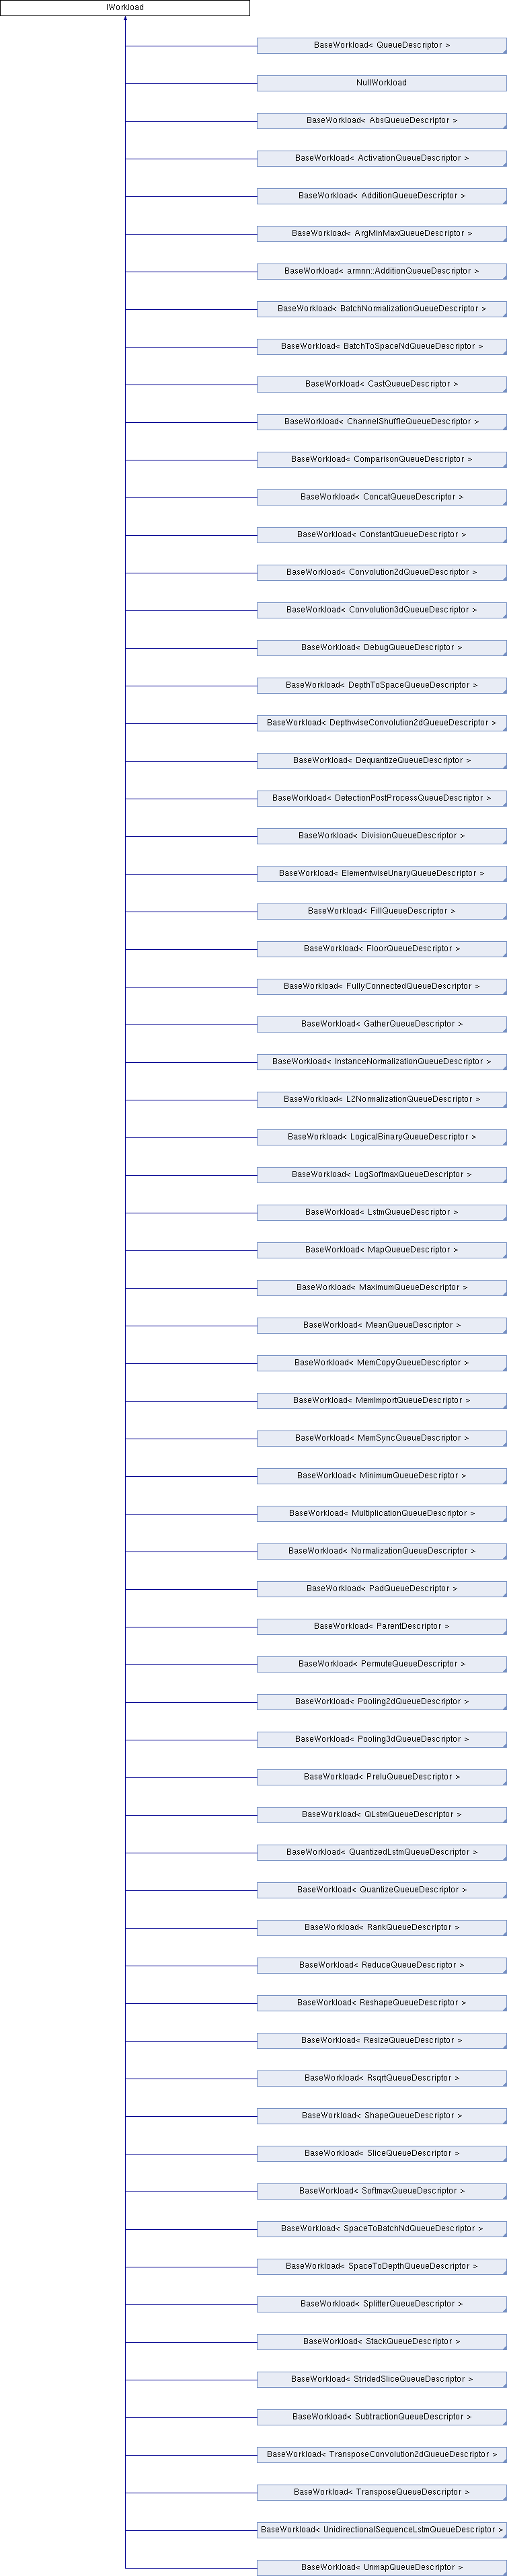 IWorkload
BaseWorkload< QueueDescriptor >
NullWorkload
BaseWorkload< AbsQueueDescriptor >
BaseWorkload< ActivationQueueDescriptor >
BaseWorkload< AdditionQueueDescriptor >
BaseWorkload< ArgMinMaxQueueDescriptor >
BaseWorkload< armnn::AdditionQueueDescriptor >
BaseWorkload< BatchNormalizationQueueDescriptor >
BaseWorkload< BatchToSpaceNdQueueDescriptor >
BaseWorkload< CastQueueDescriptor >
BaseWorkload< ChannelShuffleQueueDescriptor >
BaseWorkload< ComparisonQueueDescriptor >
BaseWorkload< ConcatQueueDescriptor >
BaseWorkload< ConstantQueueDescriptor >
BaseWorkload< Convolution2dQueueDescriptor >
BaseWorkload< Convolution3dQueueDescriptor >
BaseWorkload< DebugQueueDescriptor >
BaseWorkload< DepthToSpaceQueueDescriptor >
BaseWorkload< DepthwiseConvolution2dQueueDescriptor >
BaseWorkload< DequantizeQueueDescriptor >
BaseWorkload< DetectionPostProcessQueueDescriptor >
BaseWorkload< DivisionQueueDescriptor >
BaseWorkload< ElementwiseUnaryQueueDescriptor >
BaseWorkload< FillQueueDescriptor >
BaseWorkload< FloorQueueDescriptor >
BaseWorkload< FullyConnectedQueueDescriptor >
BaseWorkload< GatherQueueDescriptor >
BaseWorkload< InstanceNormalizationQueueDescriptor >
BaseWorkload< L2NormalizationQueueDescriptor >
BaseWorkload< LogicalBinaryQueueDescriptor >
BaseWorkload< LogSoftmaxQueueDescriptor >
BaseWorkload< LstmQueueDescriptor >
BaseWorkload< MapQueueDescriptor >
BaseWorkload< MaximumQueueDescriptor >
BaseWorkload< MeanQueueDescriptor >
BaseWorkload< MemCopyQueueDescriptor >
BaseWorkload< MemImportQueueDescriptor >
BaseWorkload< MemSyncQueueDescriptor >
BaseWorkload< MinimumQueueDescriptor >
BaseWorkload< MultiplicationQueueDescriptor >
BaseWorkload< NormalizationQueueDescriptor >
BaseWorkload< PadQueueDescriptor >
BaseWorkload< ParentDescriptor >
BaseWorkload< PermuteQueueDescriptor >
BaseWorkload< Pooling2dQueueDescriptor >
BaseWorkload< Pooling3dQueueDescriptor >
BaseWorkload< PreluQueueDescriptor >
BaseWorkload< QLstmQueueDescriptor >
BaseWorkload< QuantizedLstmQueueDescriptor >
BaseWorkload< QuantizeQueueDescriptor >
BaseWorkload< RankQueueDescriptor >
BaseWorkload< ReduceQueueDescriptor >
BaseWorkload< ReshapeQueueDescriptor >
BaseWorkload< ResizeQueueDescriptor >
BaseWorkload< RsqrtQueueDescriptor >
BaseWorkload< ShapeQueueDescriptor >
BaseWorkload< SliceQueueDescriptor >
BaseWorkload< SoftmaxQueueDescriptor >
BaseWorkload< SpaceToBatchNdQueueDescriptor >
BaseWorkload< SpaceToDepthQueueDescriptor >
BaseWorkload< SplitterQueueDescriptor >
BaseWorkload< StackQueueDescriptor >
BaseWorkload< StridedSliceQueueDescriptor >
BaseWorkload< SubtractionQueueDescriptor >
BaseWorkload< TransposeConvolution2dQueueDescriptor >
BaseWorkload< TransposeQueueDescriptor >
BaseWorkload< UnidirectionalSequenceLstmQueueDescriptor >
BaseWorkload< UnmapQueueDescriptor >